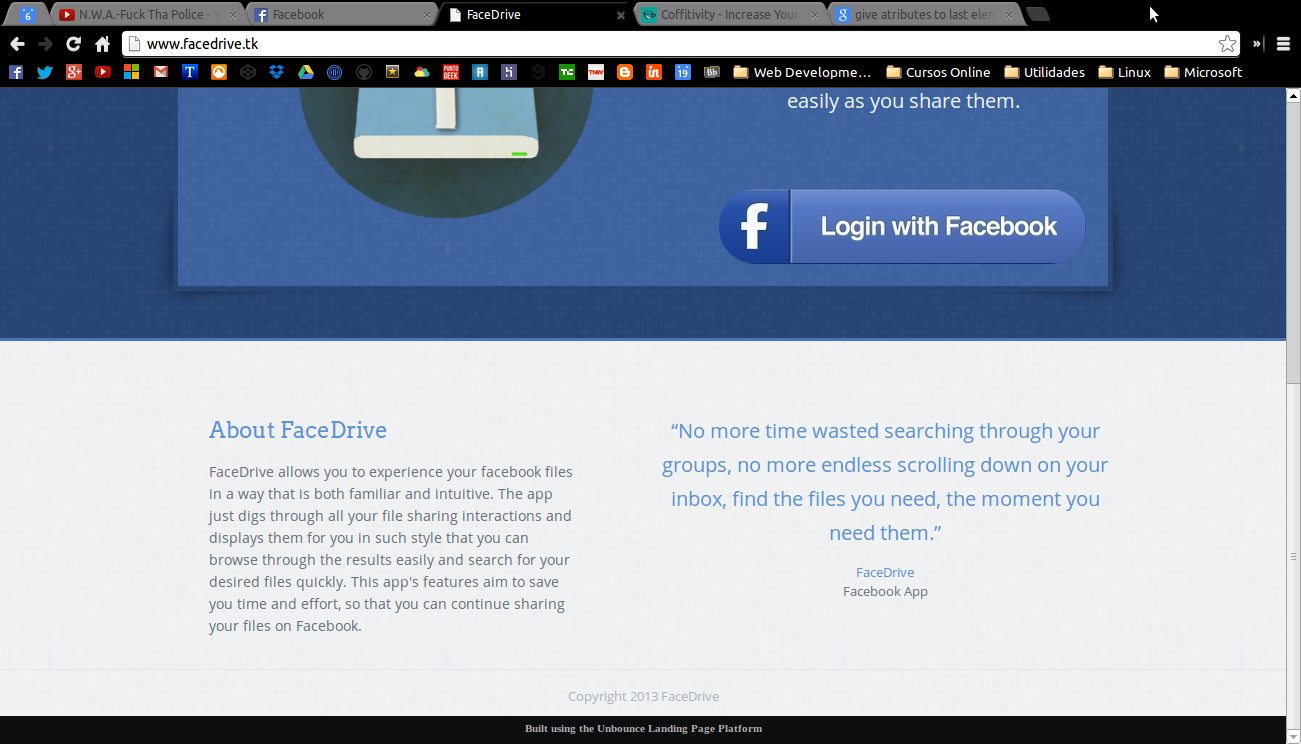 6
N.W.A.-Fuck Tha Police - Y
Facebook
FaceDrive
Coffitivity - Increase Your
give atributes to last elem
www.facedrive.tk
19
Bb
Web Developme...
Cursos Online
Utilidades
Linux
Microsoft
easily as you share them.
f
Login with Facebook
About FaceDrive
FaceDrive allows you to experience your facebook files
in a way that is both familiar and intuitive. The app
just digs through all your file sharing interactions and
displays them for you in such style that you can
browse through the results easily and search for your
desired files quickly. This app's features aim to save
you time and effort, so that you can continue sharing
your files on Facebook.
“No more time wasted searching through your
groups, no more endless scrolling down on your
inbox, find the files you need, the moment you
need them.”
FaceDrive
Facebook App
Copyright 2013 FaceDrive
Built using the Unbounce Landing Page Platform